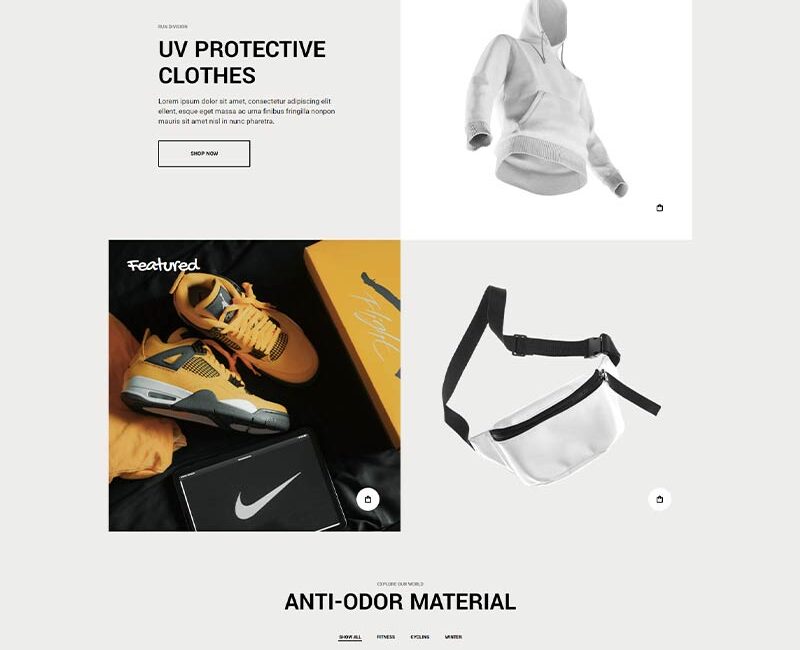 RUN DIVISION
UV PROTECTIVE
CLOTHES
Lorem ipsum dolor sit amet, consectetur adipiscing elit
ellent, esque eget massa ac urna finibus fringilla nonpon
mauris sit amet nisl in nunc pharetra.
SHOP NOW
Featured
Flight
EXPLORE OUR WORLD
ANTI-ODOR MATERIAL
SHOW ALL FITNESS CYCLING WINTER